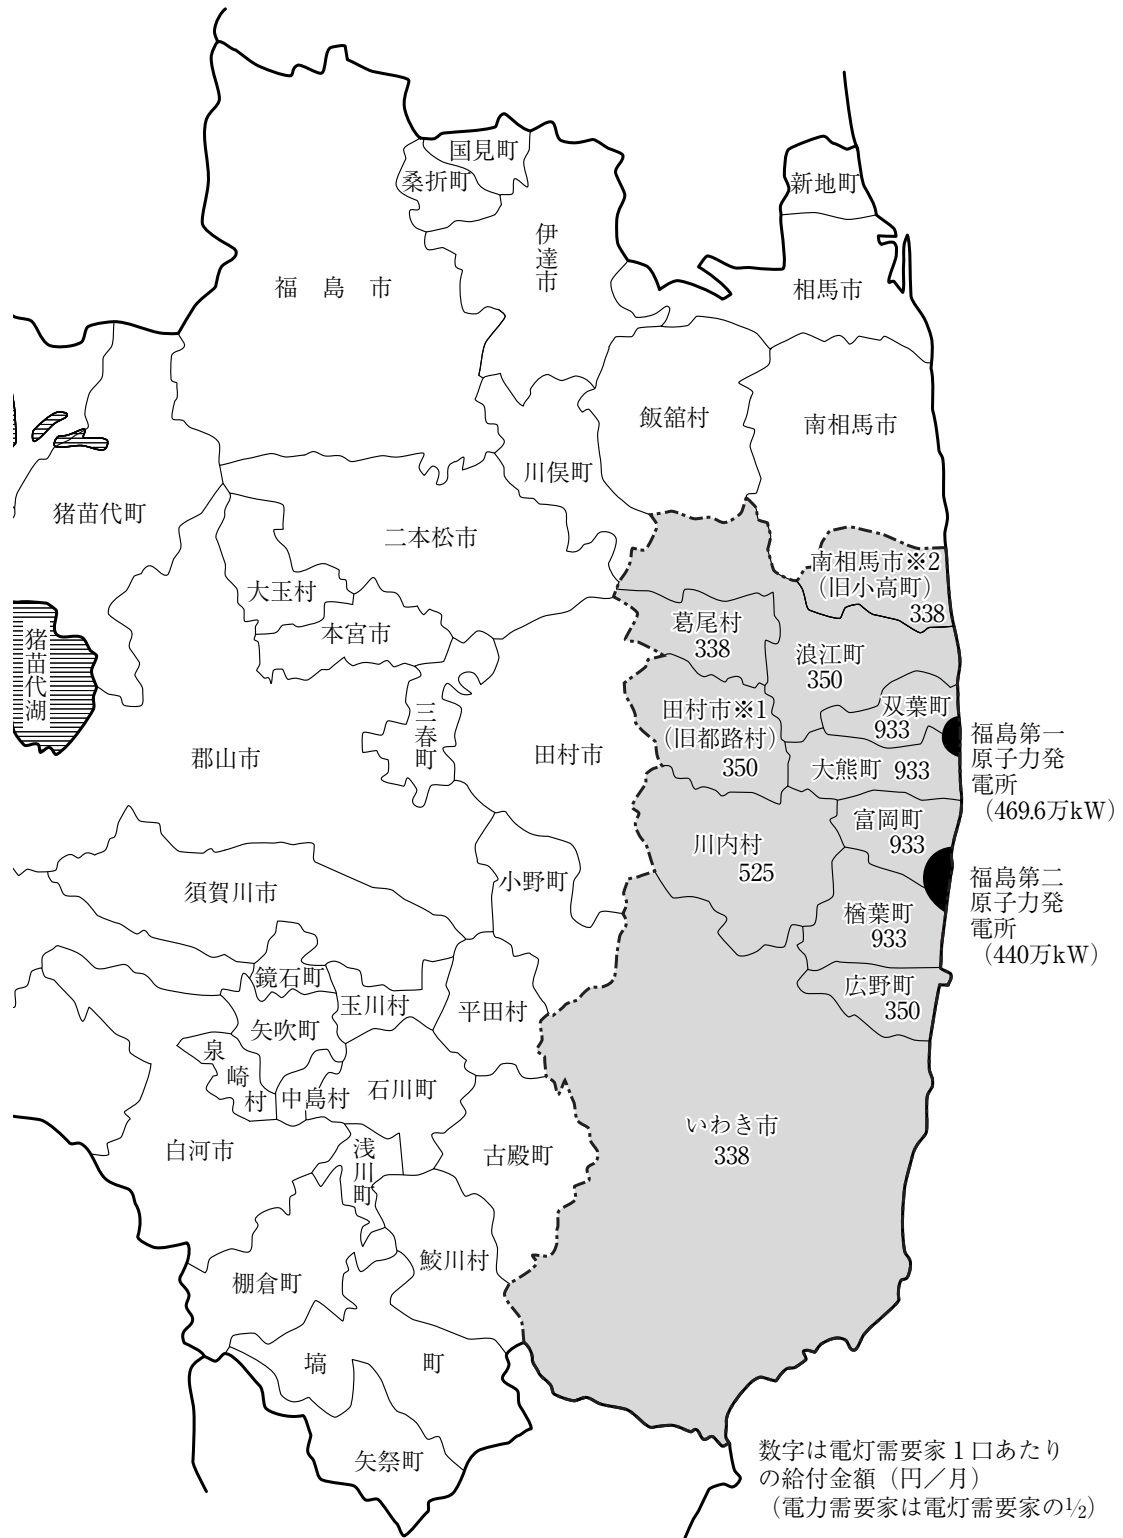 国見町
桑折町
新地町
伊達市
福島市
相馬市
飯舘村
南相馬市
川俣町
猪苗代町
二本松市
南相馬市※2
(旧小高町)
338
大玉村
本宮市
葛尾村
338
猪苗代湖
浪江町
350
田村市※1
(旧都路村)
350
双葉町
933
三春町
郡山市
田村市
大熊町 933
福島第一
原子力発
電所
(469.6万kW)
富岡町
933
川内村
525
須賀川市
小野町
福島第二
原子力発
電所
(440万kW)
楢葉町
933
鏡石町
玉川村
平田村
広野町
350
矢吹町
泉崎村
中島村
石川町
いわき市
338
白河市
浅川町
古殿町
鮫川村
棚倉町
塙町
矢祭町
数字は電灯需要家1口あたり
の給付金額(円/月)
(電力需要家は電灯需要家の1/2)